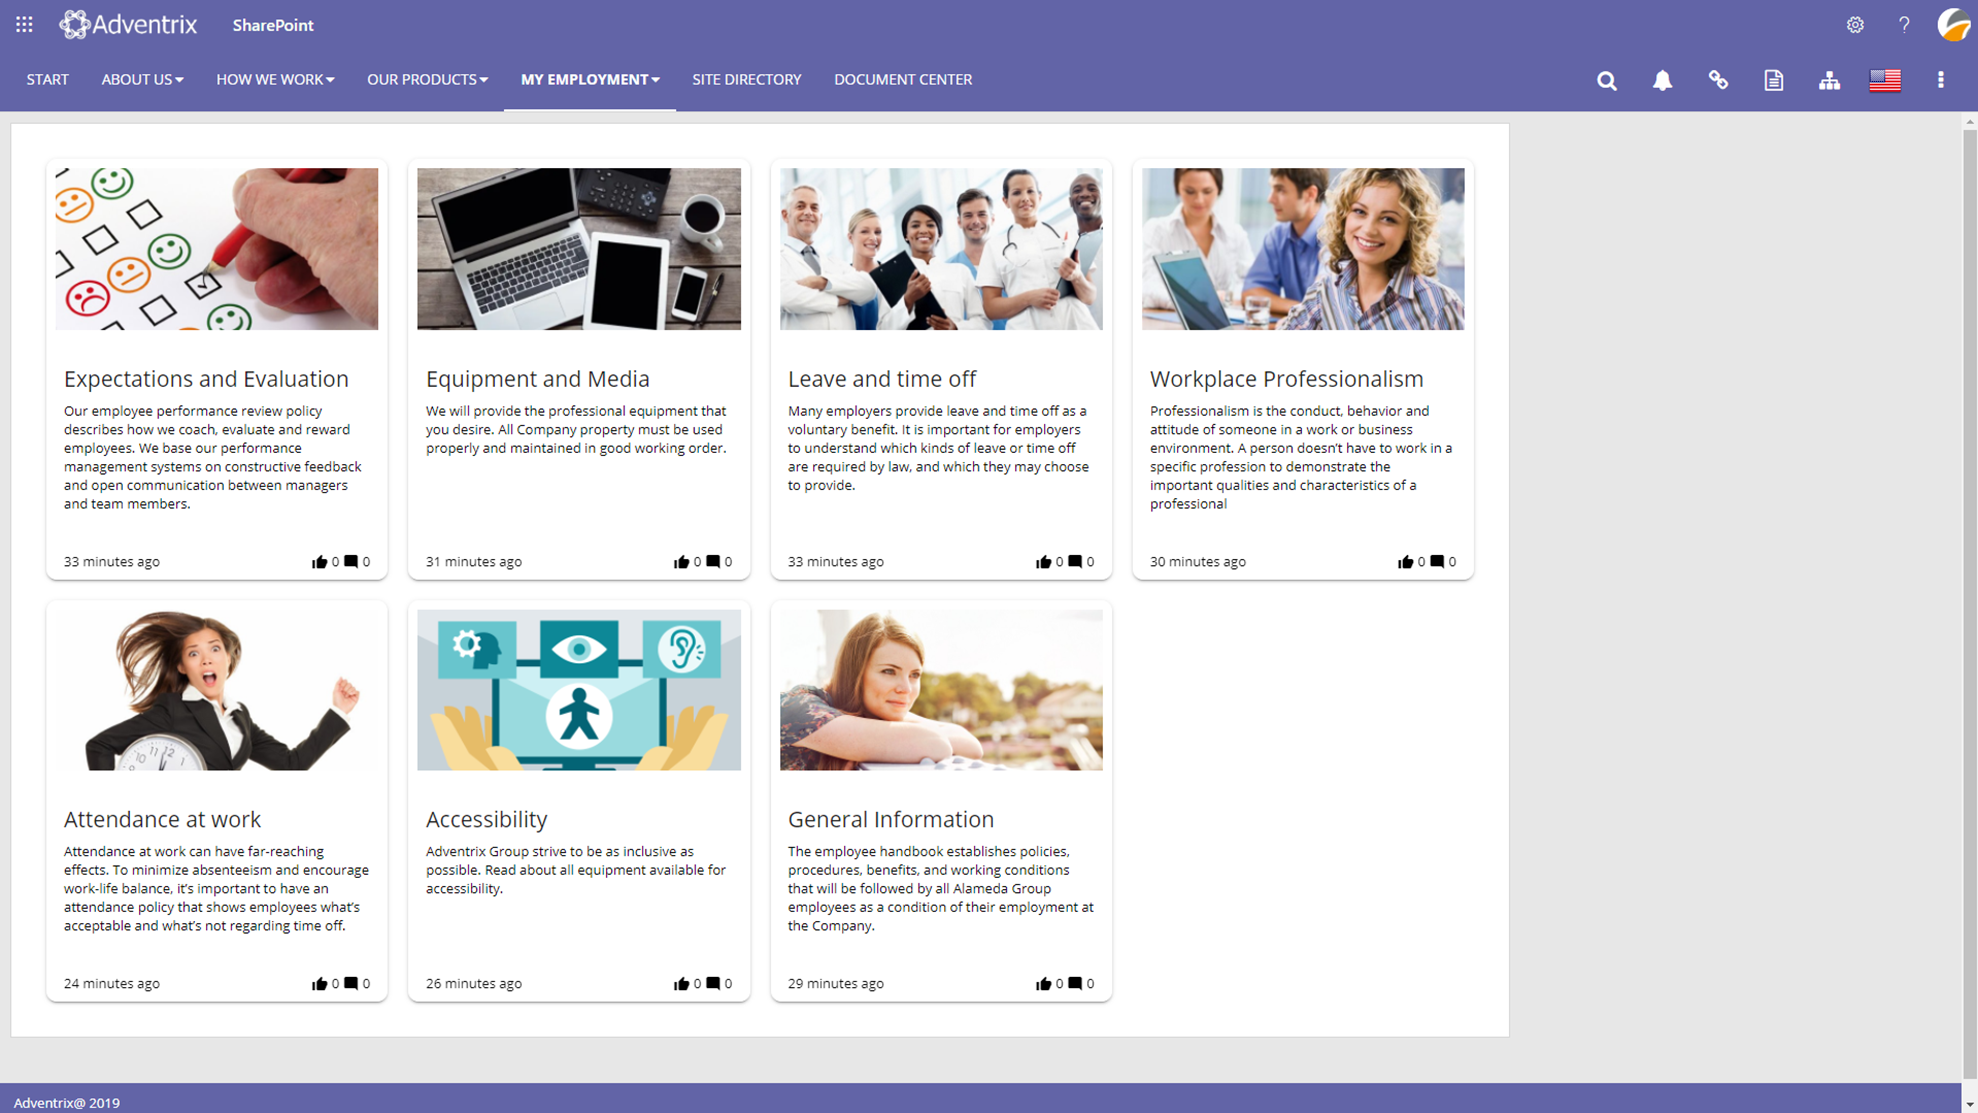 Adventrix SharePoint
START ABOUT US HOW WE WORK OUR PRODUCTS MY EMPLOYMENT SITE DIRECTORY DOCUMENT CENTER
Expectations and Evaluation
Our employee performance review policy
describes how we coach, evaluate and reward
employees. We base our performance
management systems on constructive feedback
and open communication between managers
and team members.
33 minutes ago 0 0
Equipment and Media
We will provide the professional equipment that
you desire. All Company property must be used
properly and maintained in good working order.
31 minutes ago 0 0
Leave and time off
Many employers provide leave and time off as a
voluntary benefit. It is important for employers
to understand which kinds of leave or time off
are required by law, and which they may choose
to provide.
33 minutes ago 0 0
Workplace Professionalism
Professionalism is the conduct, behavior and
attitude of someone in a work or business
environment. A person doesn’t have to work in a
specific profession to demonstrate the
important qualities and characteristics of a
professional
30 minutes ago 0 0
10 11 12 1
Attendance at work
Attendance at work can have far-reaching
effects. To minimize absenteeism and encourage
work-life balance, it’s important to have an
attendance policy that shows employees what’s
acceptable and what’s not regarding time off.
24 minutes ago 0 0
Accessibility
Adventrix Group strive to be as inclusive as
possible. Read about all equipment available for
accessibility.
26 minutes ago 0 0
General Information
The employee handbook establishes policies,
procedures, benefits, and working conditions
that will be followed by all Alameda Group
employees as a condition of their employment at
the Company.
29 minutes ago 0 0
Adventrix@ 2019